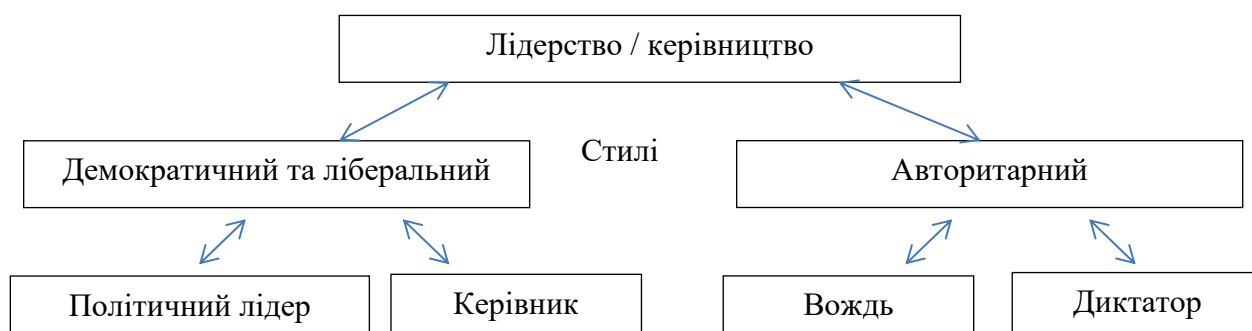 Лідерство / керівництво
Стилі
Демократичний та ліберальний
Авторитарний
Політичний лідер
Керівник
Вождь
Диктатор